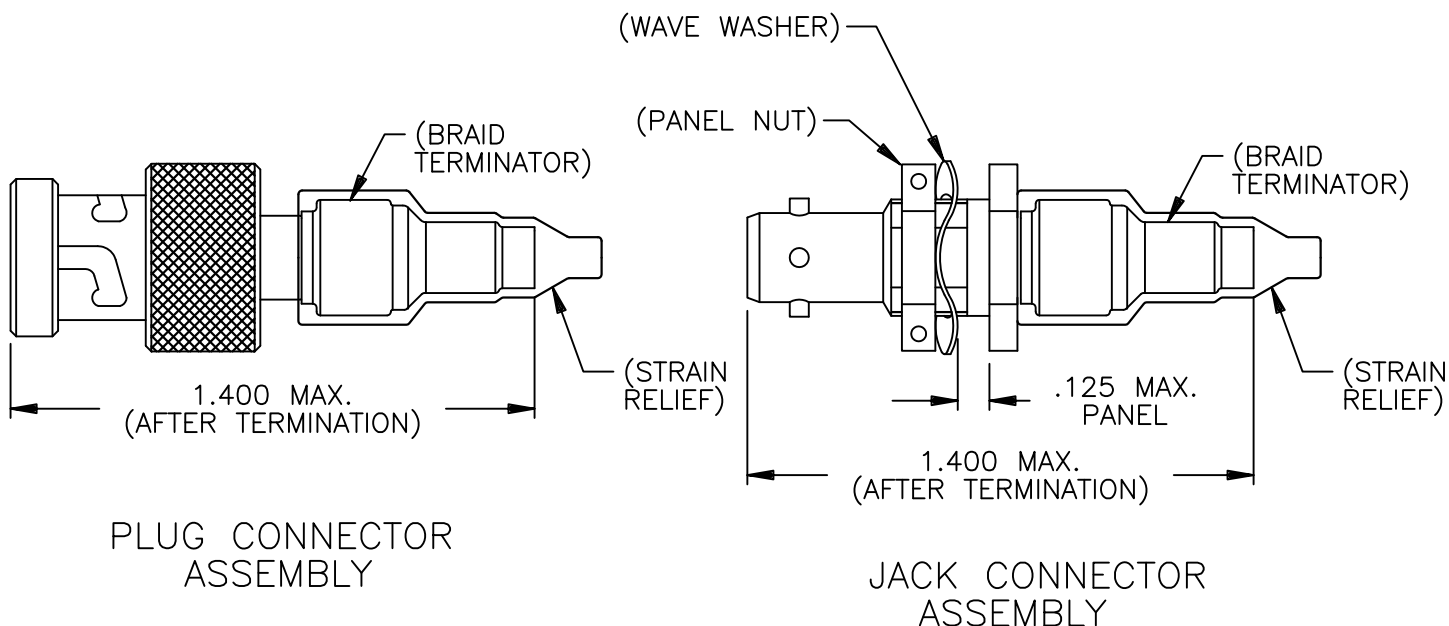 (WAVE WASHER)
(PANEL NUT)
(BRAID
TERMINATOR)
(BRAID
TERMINATOR)
(STRAIN
RELIEF)
(STRAIN
RELIEF)
1.400 MAX.
(AFTER TERMINATION)
.125 MAX.
PANEL
1.400 MAX.
(AFTER TERMINATION)
PLUG CONNECTOR
ASSEMBLY
JACK CONNECTOR
ASSEMBLY